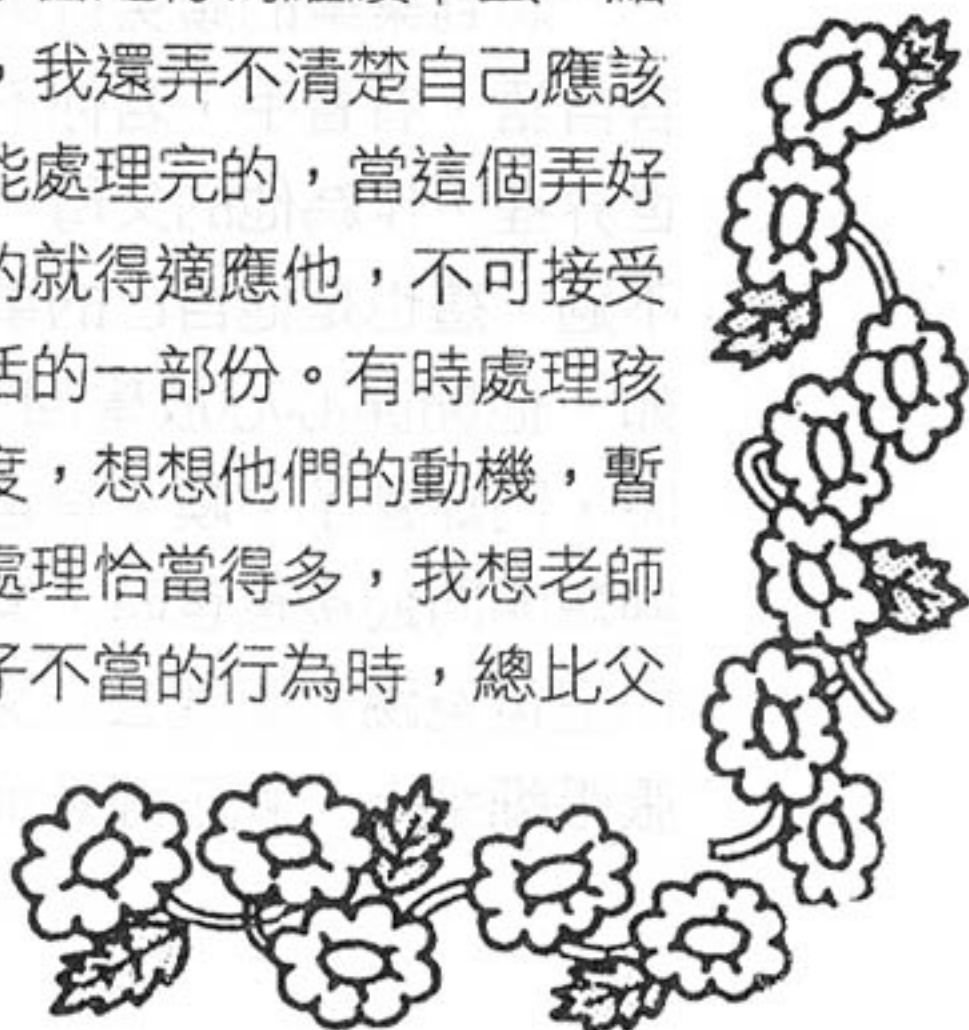 ，我還弄不清楚自己應該
能處理完的，當這個弄好
的就得適應他，不可接受
活的一部份。有時處理孩
度，想想他們的動機，暫
處理恰當得多，我想老師
子不當的行為時，總比父